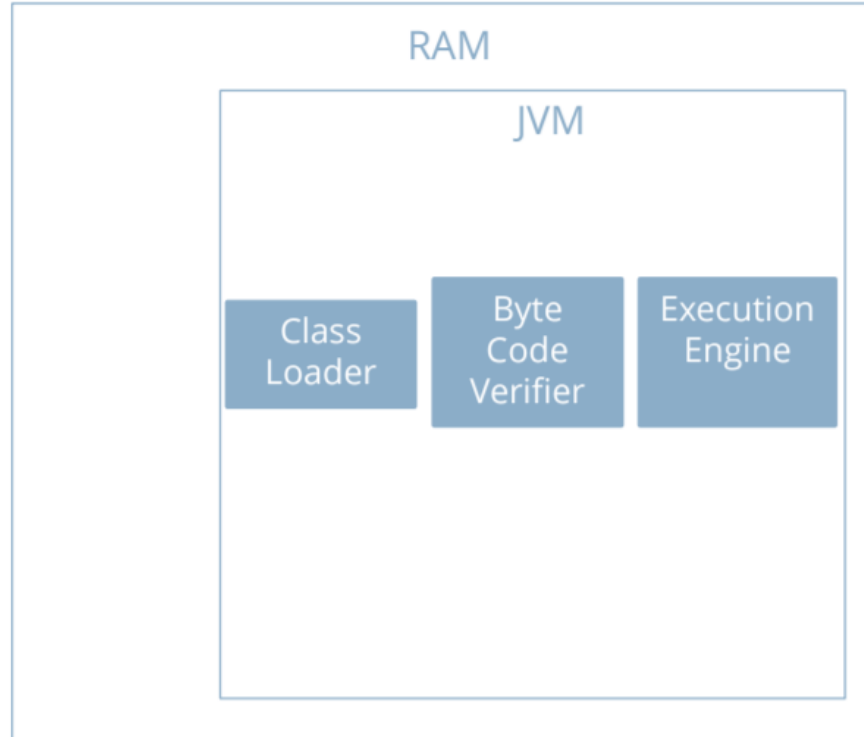 RAM
JVM
Class
Loader
Byte
Code
Verifier
Execution
Engine